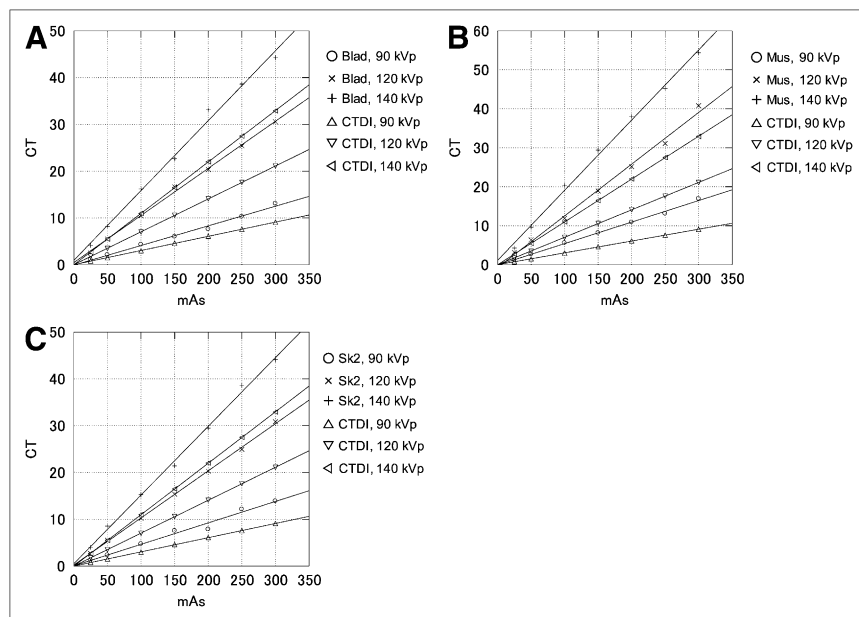 A
50
40
30
20
10
0
CT
0 50 100 150 200 250 300 350
mAs
Blad, 90 kVp
Blad, 120 kVp
Blad, 140 kVp
CTDI, 90 kVp
CTDI, 120 kVp
CTDI, 140 kVp
B
60
50
40
30
20
10
0
CT
0 50 100 150 200 250 300 350
mAs
Mus, 90 kVp
Mus, 120 kVp
Mus, 140 kVp
CTDI, 90 kVp
CTDI, 120 kVp
CTDI, 140 kVp
C
50
40
30
20
10
0
CT
0 50 100 150 200 250 300 350
mAs
Sk2, 90 kVp
Sk2, 120 kVp
Sk2, 140 kVp
CTDI, 90 kVp
CTDI, 120 kVp
CTDI, 140 kVp